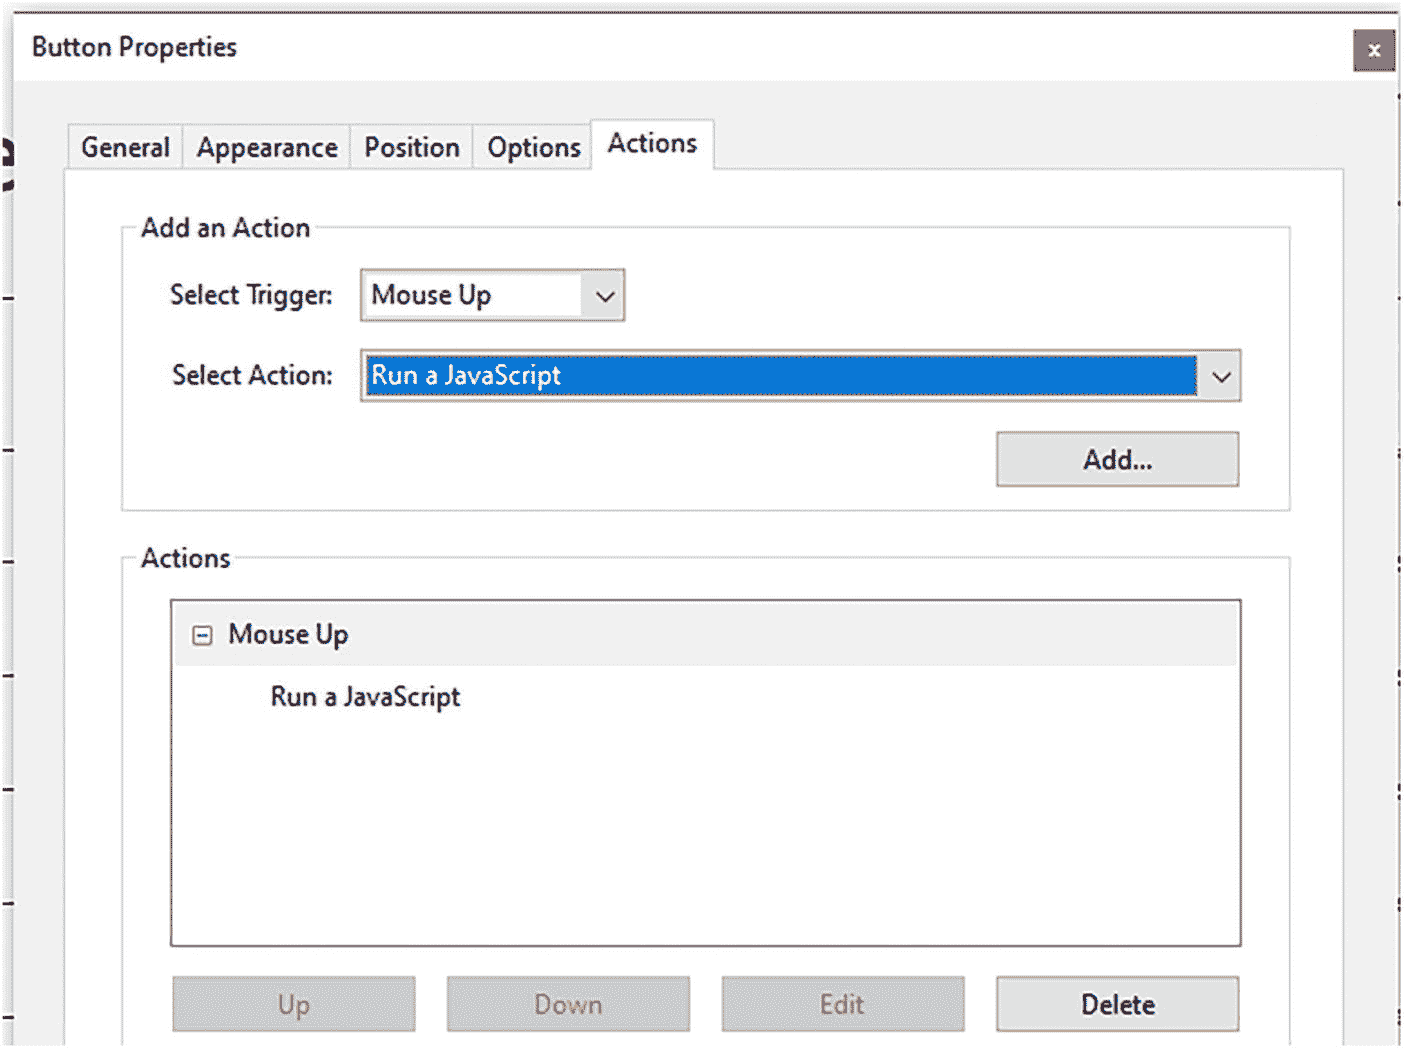 Button Properties
x
General Appearance Position Options Actions
Add an Action
Select Trigger: Mouse Up
Select Action: Run a JavaScript
Add...
Actions
Mouse Up
Run a JavaScript
Up Down Edit Delete